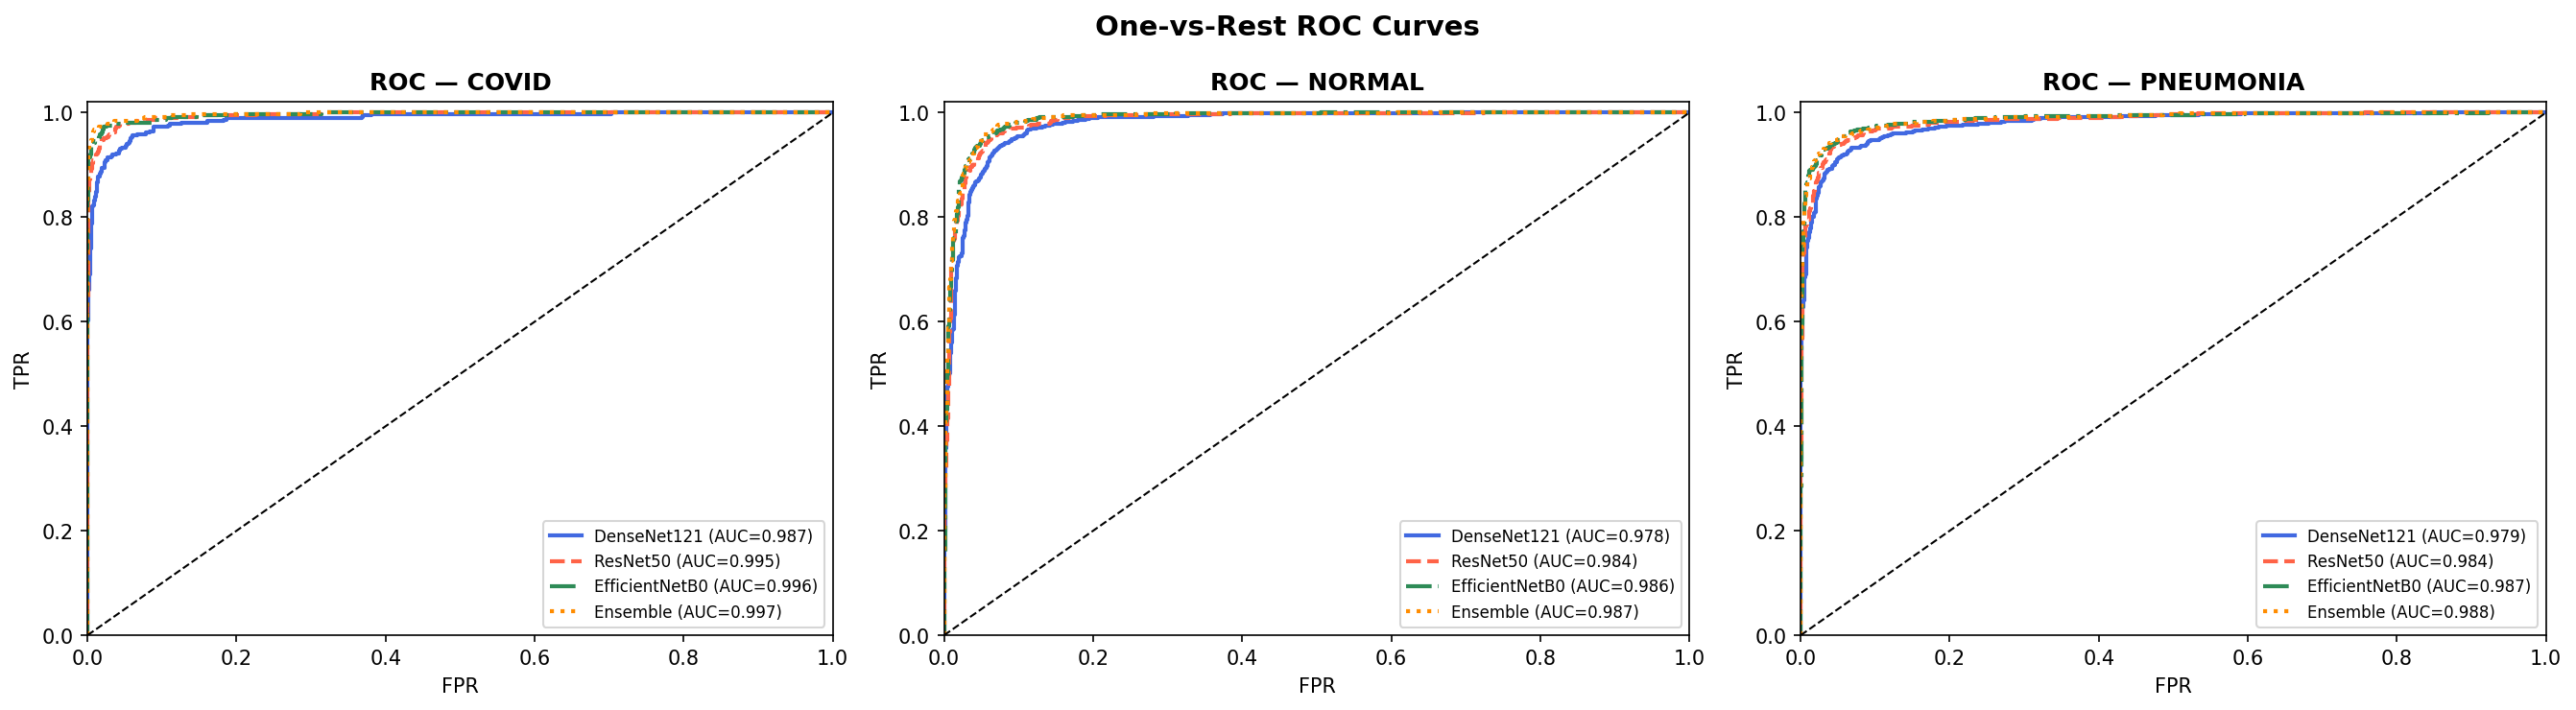 One-vs-Rest ROC Curves
ROC — COVID
TPR
1.0
0.8
0.6
0.4
0.2
0.0
DenseNet121 (AUC=0.987)
ResNet50 (AUC=0.995)
EfficientNetB0 (AUC=0.996)
Ensemble (AUC=0.997)
0.0 0.2 0.4 0.6 0.8 1.0
FPR
ROC — NORMAL
TPR
1.0
0.8
0.6
0.4
0.2
0.0
DenseNet121 (AUC=0.978)
ResNet50 (AUC=0.984)
EfficientNetB0 (AUC=0.986)
Ensemble (AUC=0.987)
0.0 0.2 0.4 0.6 0.8 1.0
FPR
ROC — PNEUMONIA
TPR
1.0
0.8
0.6
0.4
0.2
0.0
DenseNet121 (AUC=0.979)
ResNet50 (AUC=0.984)
EfficientNetB0 (AUC=0.987)
Ensemble (AUC=0.988)
0.0 0.2 0.4 0.6 0.8 1.0
FPR